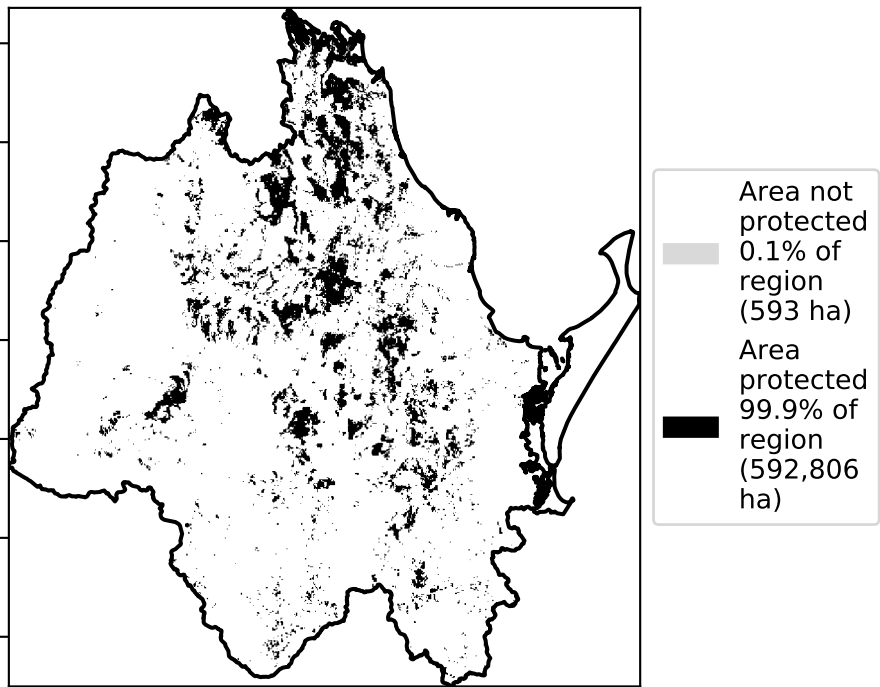 Area not
protected
0.1% of
region
(593 ha)
Area
protected
99.9% of
region
(592,806
ha)